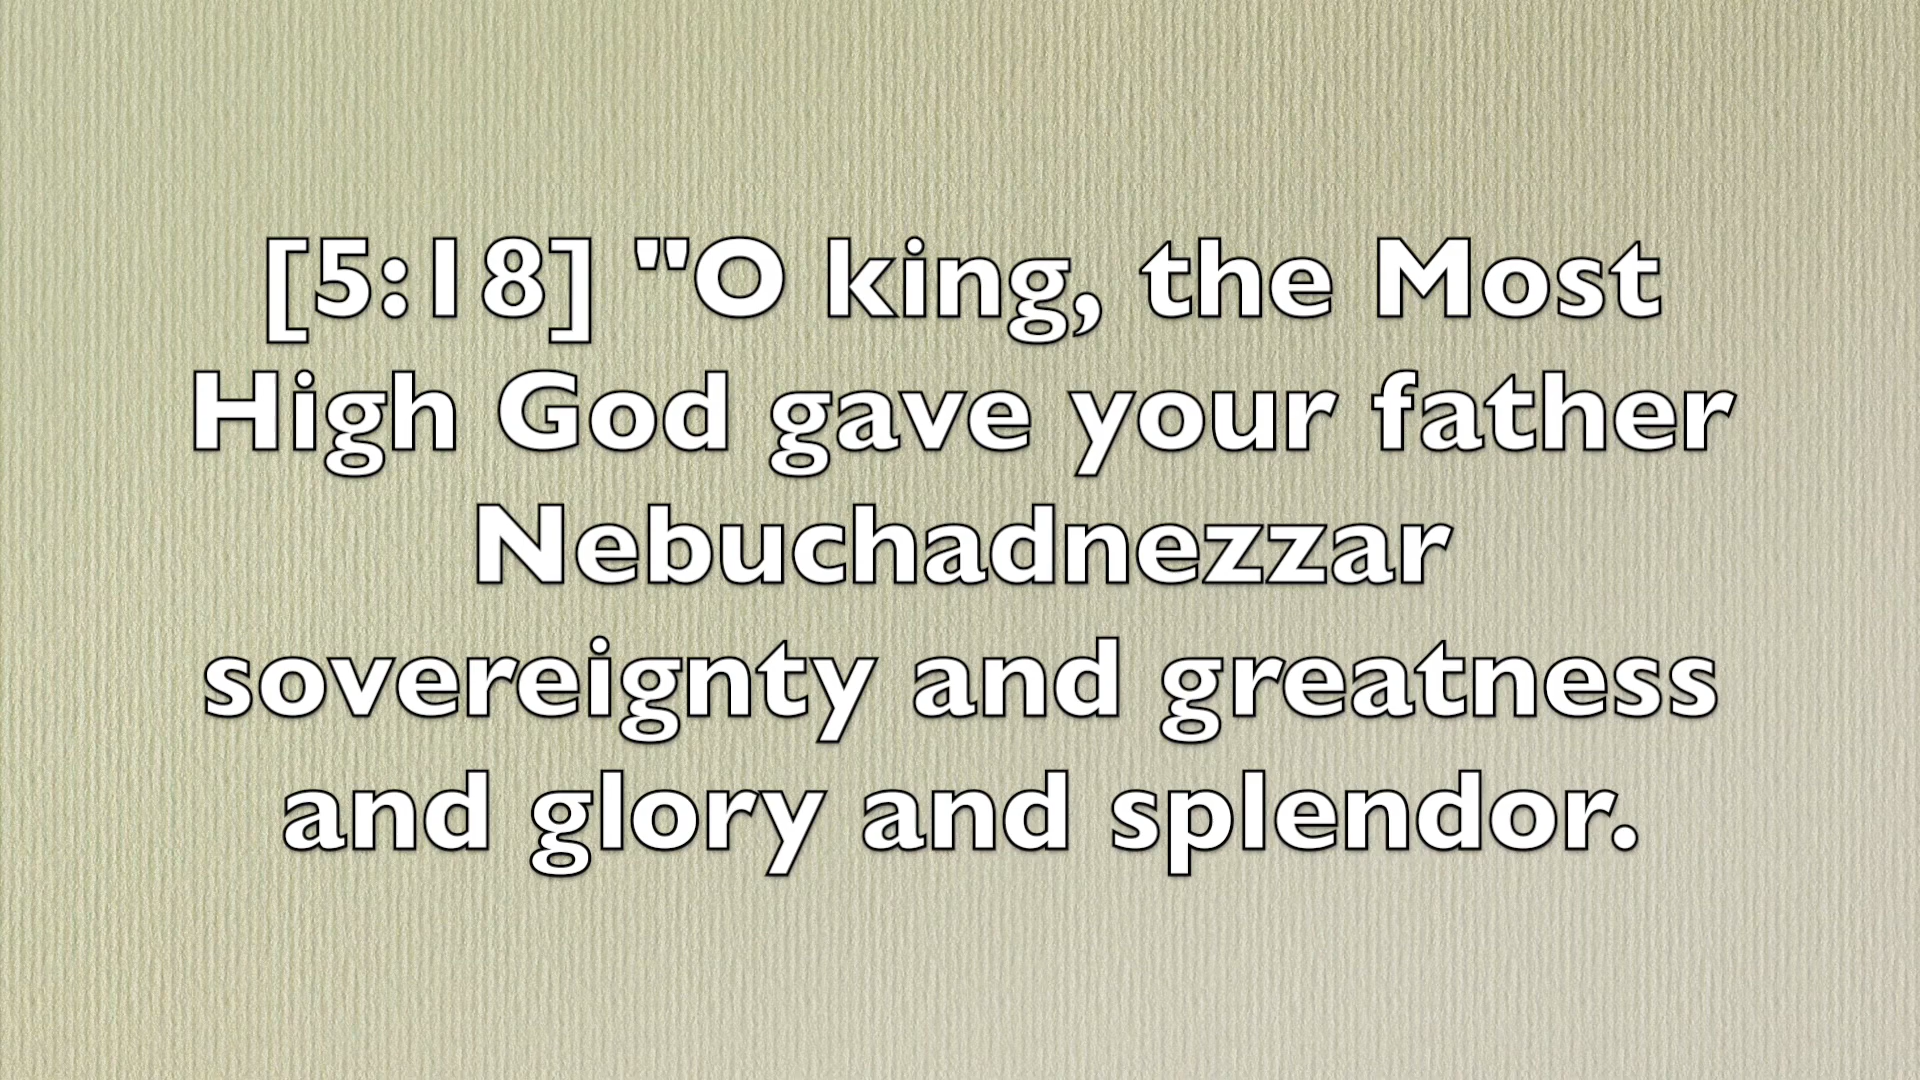 [5:18] "O king, the Most
High God gave your father
Nebuchadnezzar
sovereignty and greatness
and glory and splendor.